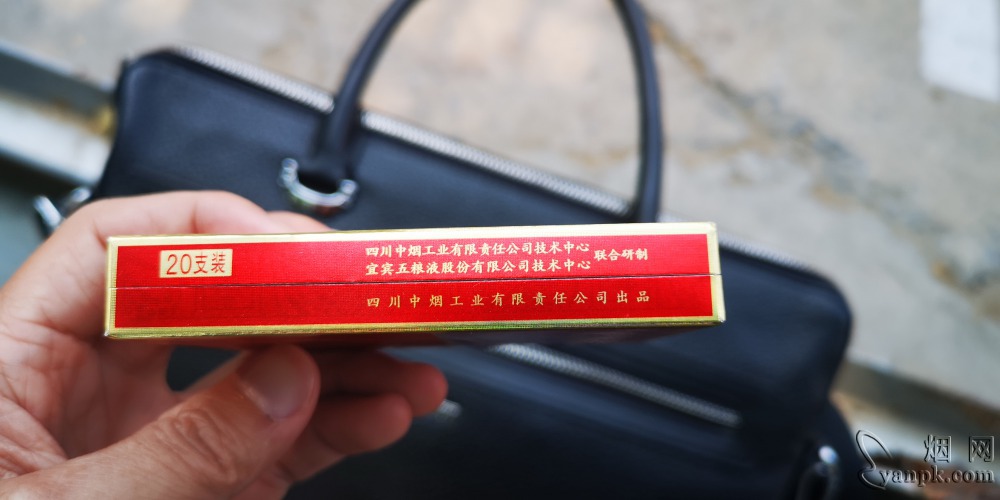 20支装
四川中烟工业有限责任公司技术中心
宜宾五粮液股份有限公司技术中心
联合研制
四川中烟工业有限责任公司出品
烟网
yanpk.com